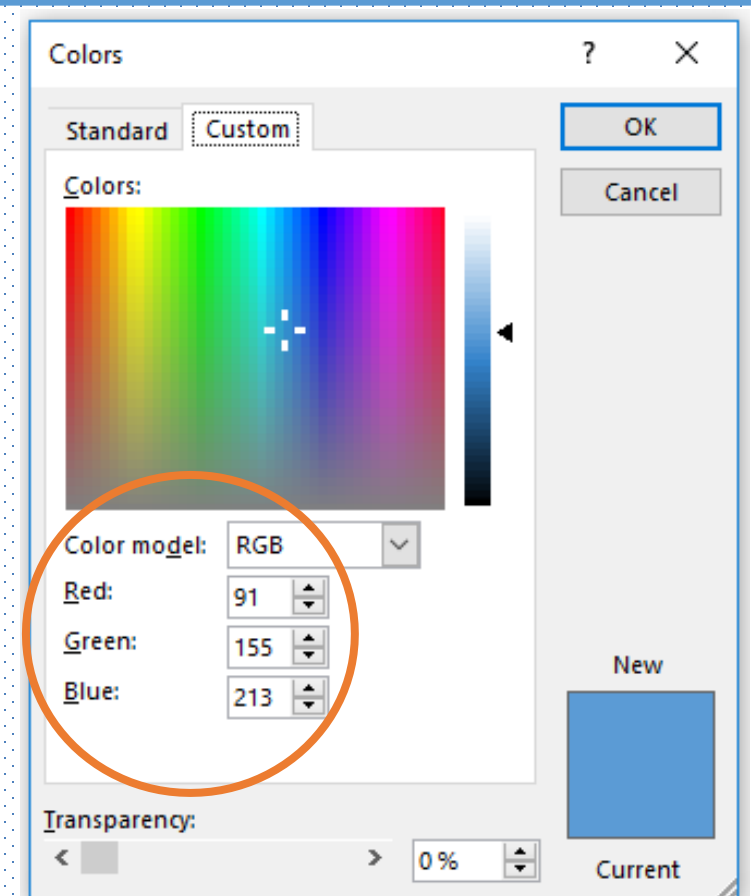 Colors ?
Standard Custom OK
Colors: Cancel
Color model: RGB
Red: 91
Green: 155
Blue: 213
New
Transparency:
0 %
Current